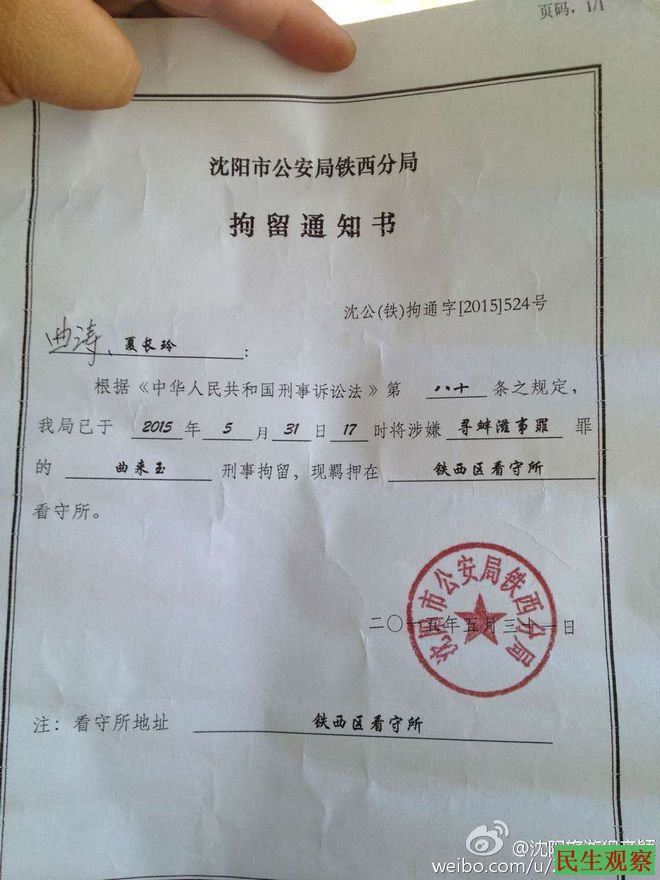 页码，1/1
沈阳市公安局铁西分局
拘留通知书
沈公(铁)拘通字[2015]524号
曲涛、夏长玲：
根据《中华人民共和国刑事诉讼法》第 八十 条之规定，
我局已于 2015 年 5 月 31 日 17 时将涉嫌 寻衅滋事罪 罪
的 曲来玉 刑事拘留，现羁押在 铁西区看守所
看守所。
沈阳市公安局铁西分局
二〇一五年五月三十一日
注：看守所地址 铁西区看守所
@沈阳
weibo.com/u/
民生观察